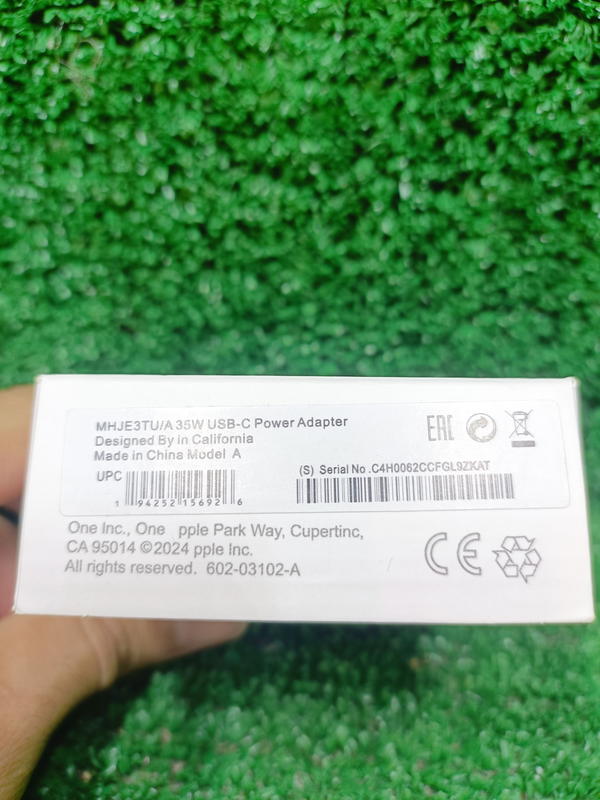 MHJE3TU/A 35W USB-C Power Adapter
Designed By in California
Made in China Model A
UPC
1 94252 15692 6
(S) Serial No .C4H0062CCFGL9ZKAT
EAC
One Inc., One pple Park Way, Cupertinc,
CA 95014 ©2024 pple Inc.
All rights reserved. 602-03102-A
CE